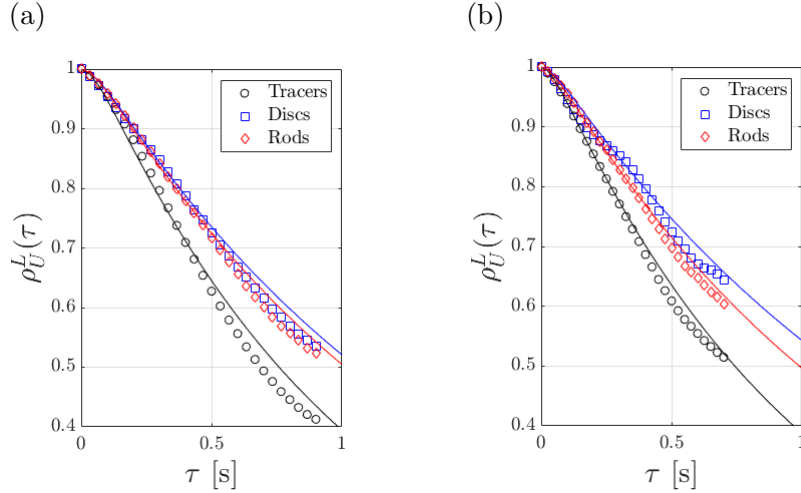 (a)
(b)
1
0.9
0.8
0.7
0.6
0.5
0.4
0
0.5
1
τ [s]
ρ_U^L(τ)
Tracers
Discs
Rods
1
0.9
0.8
0.7
0.6
0.5
0.4
0
0.5
1
τ [s]
ρ_U^L(τ)
Tracers
Discs
Rods